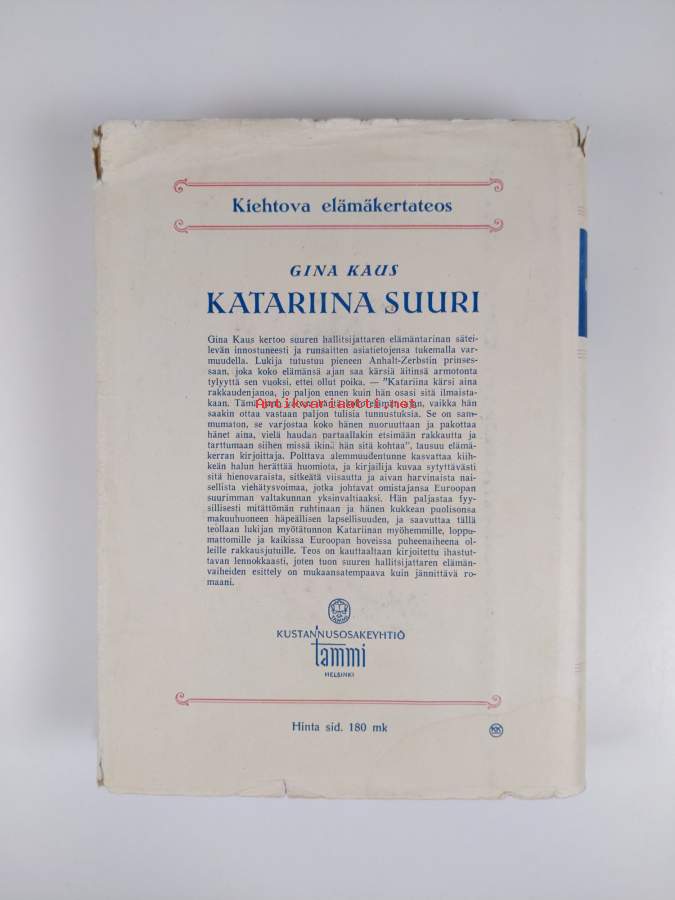 Kiehtova elämäkertateos
GINA KAUS
KATARIINA SUURI
Gina Kaus kertoo suuren hallitsijattaren elämäntarinan sätei-
levän innostuneesti ja runsaitten asiatietojensa tukemalla var-
muudella. Lukija tutustuu pieneen Anhalt-Zerbstin prinses-
saan, joka koko elämänsä ajan saa kärsiä äitinsä armotonta
tylyyttä sen vuoksi, ettei ollut poika. — "Katariina kärsi aina
rakkaudenjanoa, jo paljon ennen kuin hän osasi sitä ilmaista-
kaan. Tämä vaikka hän
Antikvariaatti.net
saakin ottaa vastaan paljon tulisia tunnustuksia. Se on sam-
mumaton, se varjostaa koko hänen nuoruuttaan ja pakottaa
hänet aina, vielä haudan partaallakin etsimään rakkautta ja
tarttumaan siihen missä hän sitä kohtaa", lausuu elämä-
kerran kirjoittaja. Polttava alemmuudentunne kasvattaa kiih-
keän halun herättää huomiota, ja kirjailija kuvaa sytyttävästi
sitä hienovaraista, sitkeätä viisautta ja aivan harvinaista nai-
sellista viehätysvoimaa, jotka johtavat omistajansa Euroopan
suurimman valtakunnan yksinvaltiaaksi. Hän paljastaa fyy-
sillisesti mitättömän ruhtinaan ja hänen kukkean puolisonsa
makuuhuoneen häpeällisen lapsellisuuden, ja saavuttaa tällä
teollaan lukijan myötätunnon Katariinan myöhemmille, loppu-
mattomille ja kaikissa Euroopan hoveissa puheenaiheena ol-
leille rakkausjutuille. Teos on kauttaaltaan kirjoitettu ihastut-
tavan lennokkaasti, joten tuon suuren hallitsijattaren elämän-
vaiheiden esittely on mukaansatempaava kuin jännittävä ro-
maani.
KUSTANNUSOSAKEYHTIÖ
tammi
HELSINKI
Hinta sid. 180 mk